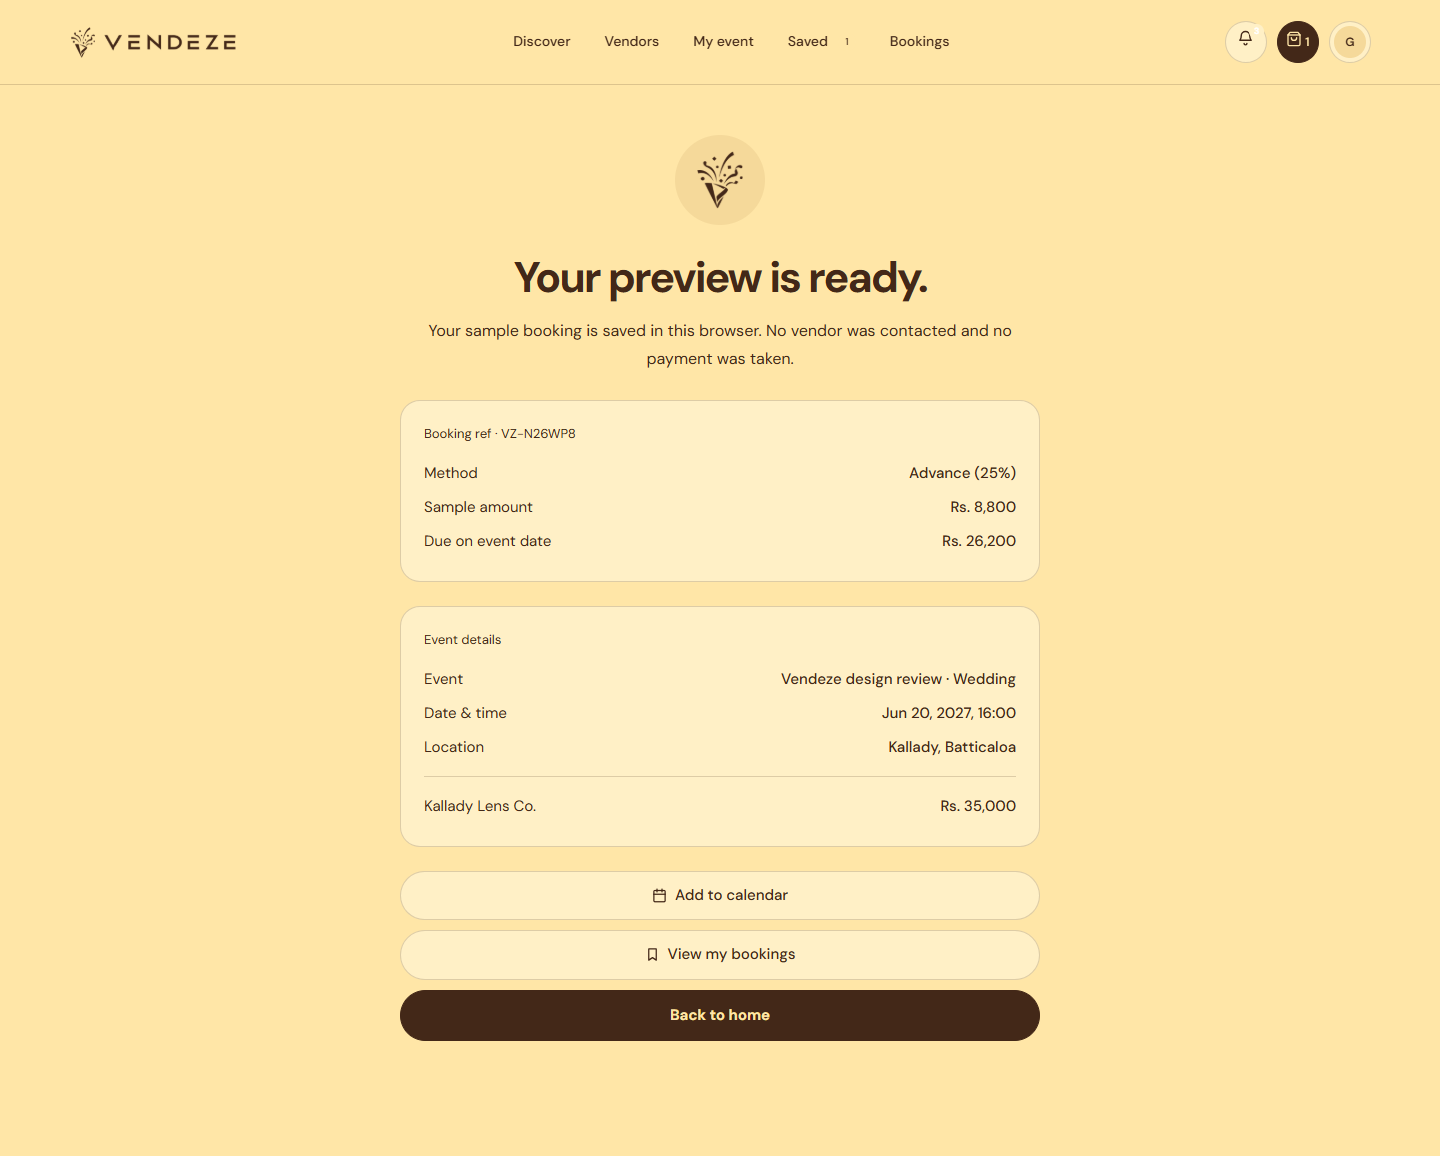 VENDEZE
Discover
Vendors
My event
Saved 1
Bookings
1
G
Your preview is ready.
Your sample booking is saved in this browser. No vendor was contacted and no
payment was taken.
Booking ref · VZ-N26WP8
Method Advance (25%)
Sample amount Rs. 8,800
Due on event date Rs. 26,200
Event details
Event Vendeze design review · Wedding
Date & time Jun 20, 2027, 16:00
Location Kallady, Batticaloa
Kallady Lens Co. Rs. 35,000
Add to calendar
View my bookings
Back to home